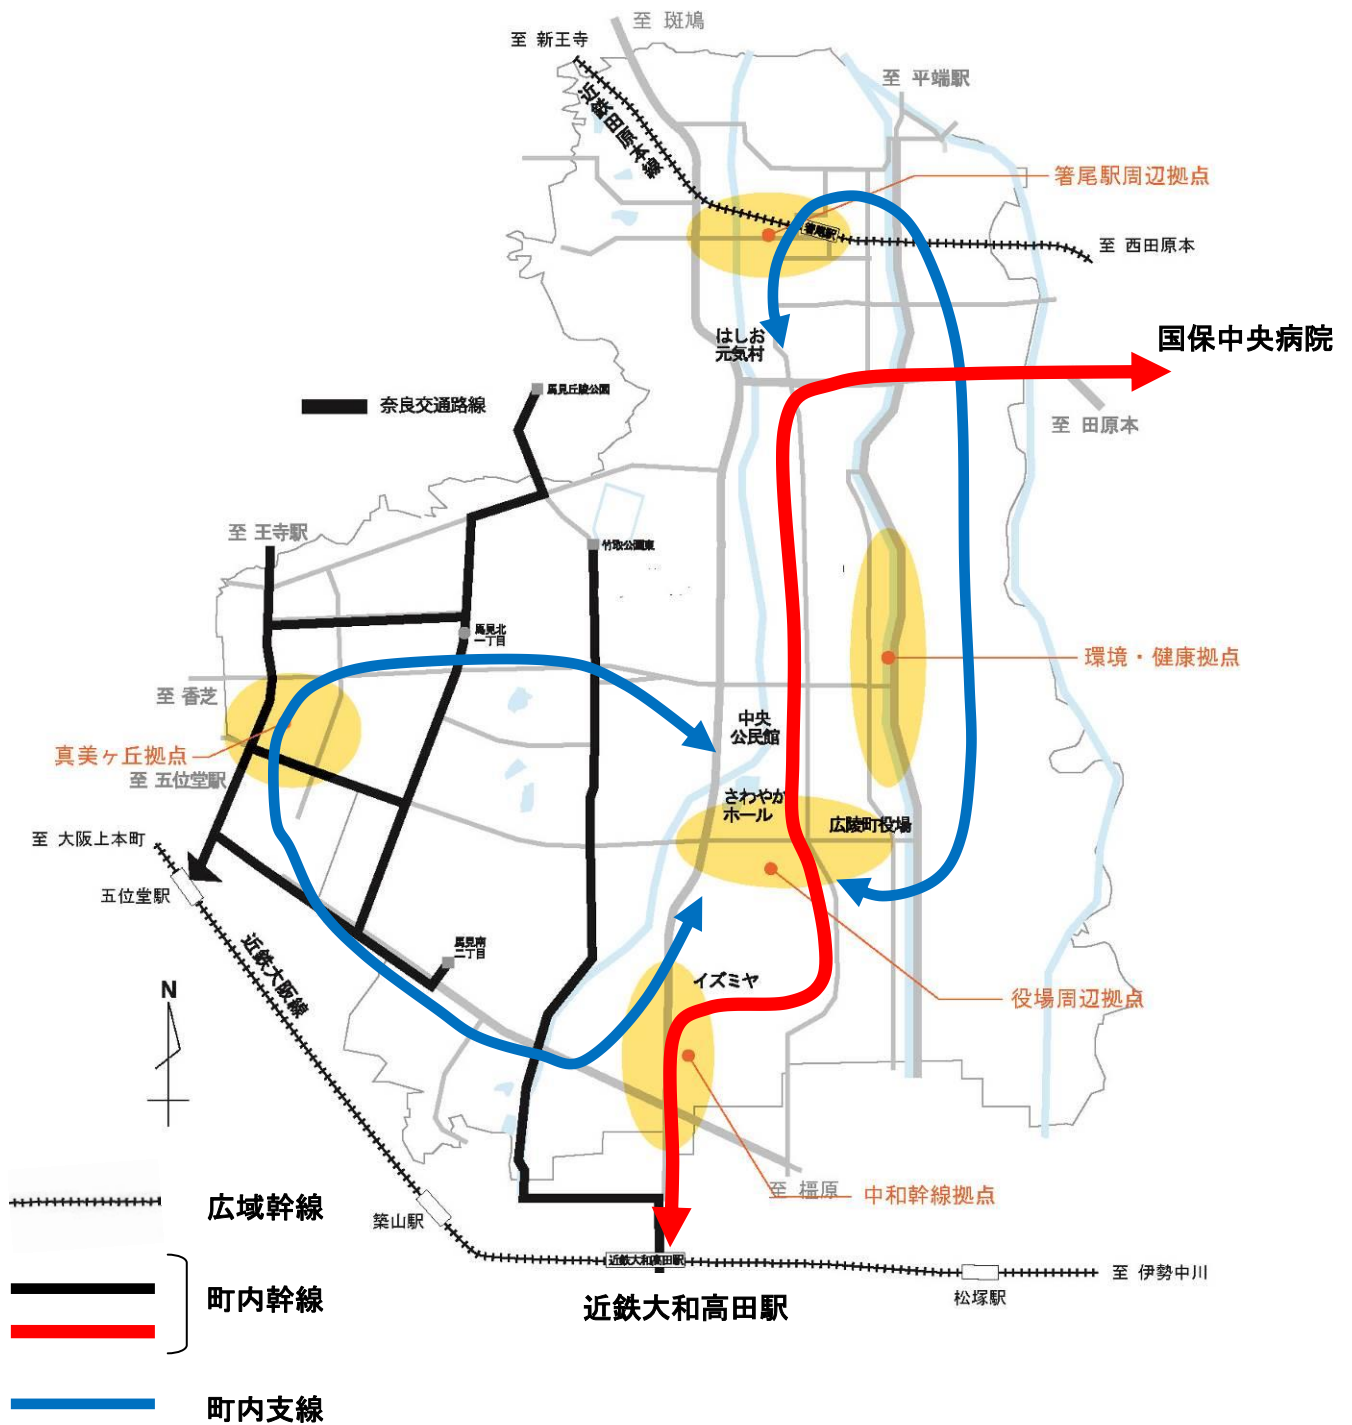 至 斑鳩
至 新王寺
近鉄田原本線
至 平端駅
箸尾駅周辺拠点
箸尾駅
至 西田原本
はしお
元気村
国保中央病院
馬見丘陵公園
奈良交通路線
至 田原本
至 王寺駅
竹取公園東
馬見北
一丁目
環境・健康拠点
至 香芝
中央
公民館
真美ヶ丘拠点
至 五位堂駅
さわやか
ホール
広陵町役場
至 大阪上本町
五位堂駅
近鉄大阪線
馬見南
二丁目
イズミヤ
N
役場周辺拠点
至 橿原
中和幹線拠点
広域幹線
築山駅
近鉄大和高田駅
至 伊勢中川
松塚駅
町内幹線
近鉄大和高田駅
町内支線